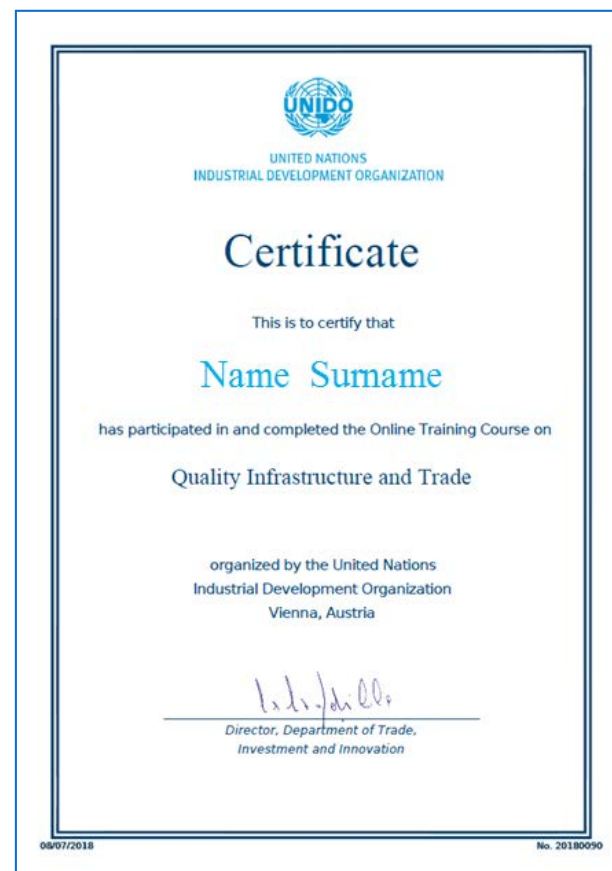 UNIDO
UNITED NATIONS
INDUSTRIAL DEVELOPMENT ORGANIZATION
Certificate
This is to certify that
Name Surname
has participated in and completed the Online Training Course on
Quality Infrastructure and Trade
organized by the United Nations
Industrial Development Organization
Vienna, Austria
Director, Department of Trade,
Investment and Innovation
08/07/2018
No. 20180090